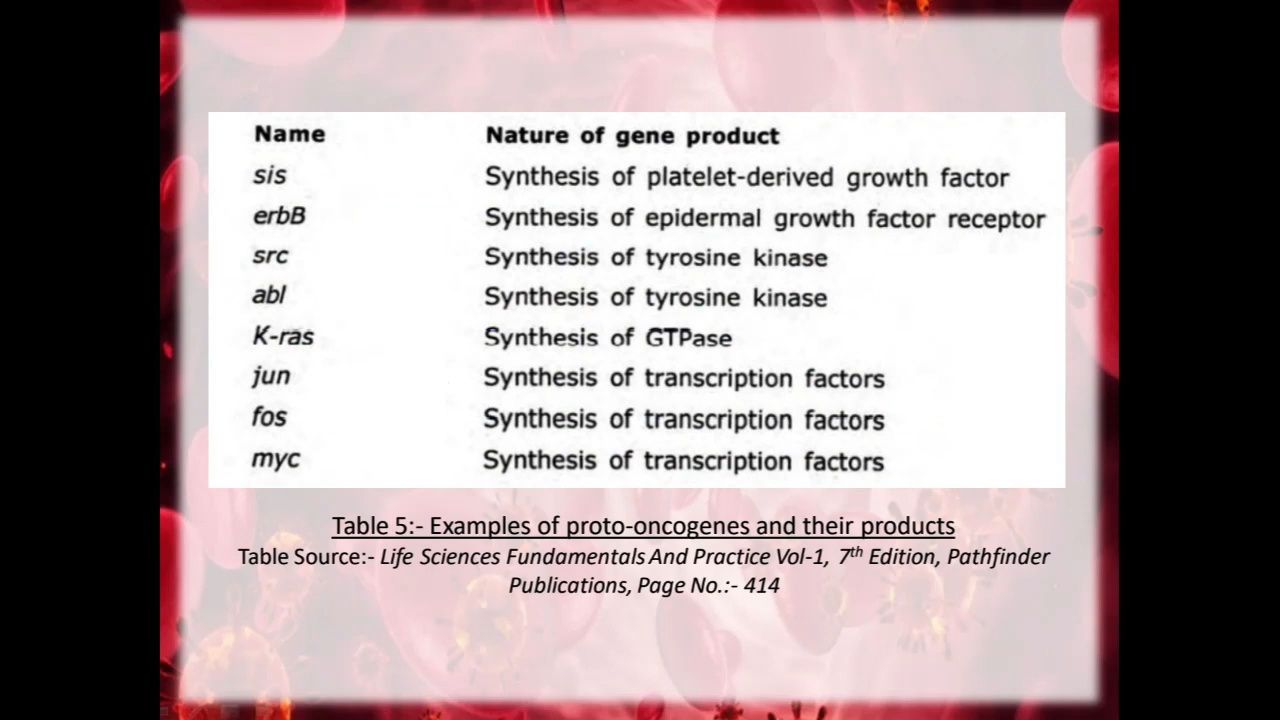 Name Nature of gene product
sis Synthesis of platelet-derived growth factor
erbB Synthesis of epidermal growth factor receptor
src Synthesis of tyrosine kinase
abl Synthesis of tyrosine kinase
K-ras Synthesis of GTPase
jun Synthesis of transcription factors
fos Synthesis of transcription factors
myc Synthesis of transcription factors
Table 5:- Examples of proto-oncogenes and their products
Table Source:- Life Sciences Fundamentals And Practice Vol-1, 7th Edition, Pathfinder
Publications, Page No.:- 414